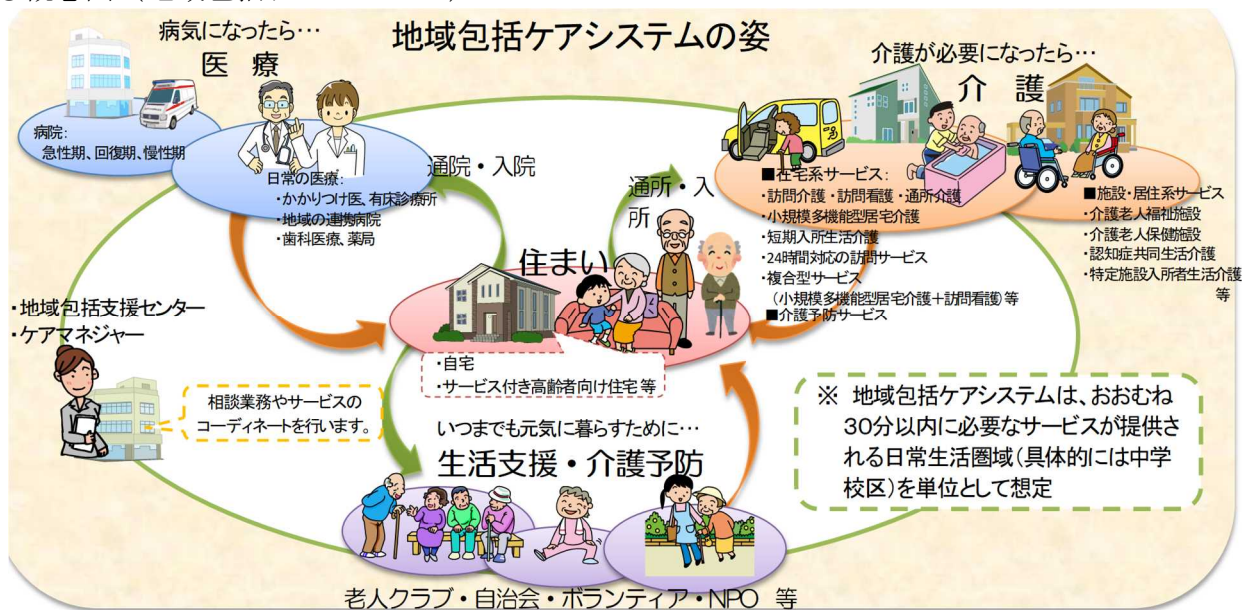 地域包括ケアシステムの姿
病気になったら…
医 療
病院:
急性期、回復期、慢性期
日常の医療:
・かかりつけ医、有床診療所
・地域の連携病院
・歯科医療、薬局
通院・入院
通所・入
所
介護が必要になったら…
介 護
■在宅系サービス:
・訪問介護・訪問看護・通所介護
・小規模多機能型居宅介護
・短期入所生活介護
・24時間対応の訪問サービス
・複合型サービス
(小規模多機能型居宅介護+訪問看護)等
■介護予防サービス
■施設・居住系サービス
・介護老人福祉施設
・介護老人保健施設
・認知症共同生活介護
・特定施設入所者生活介護
等
住まい
・自宅
・サービス付き高齢者向け住宅 等
・地域包括支援センター
・ケアマネジャー
相談業務やサービスの
コーディネートを行います。
いつまでも元気に暮らすために…
生活支援・介護予防
老人クラブ・自治会・ボランティア・NPO 等
※ 地域包括ケアシステムは、おおむね
30分以内に必要なサービスが提供さ
れる日常生活圏域(具体的には中学
校区)を単位として想定